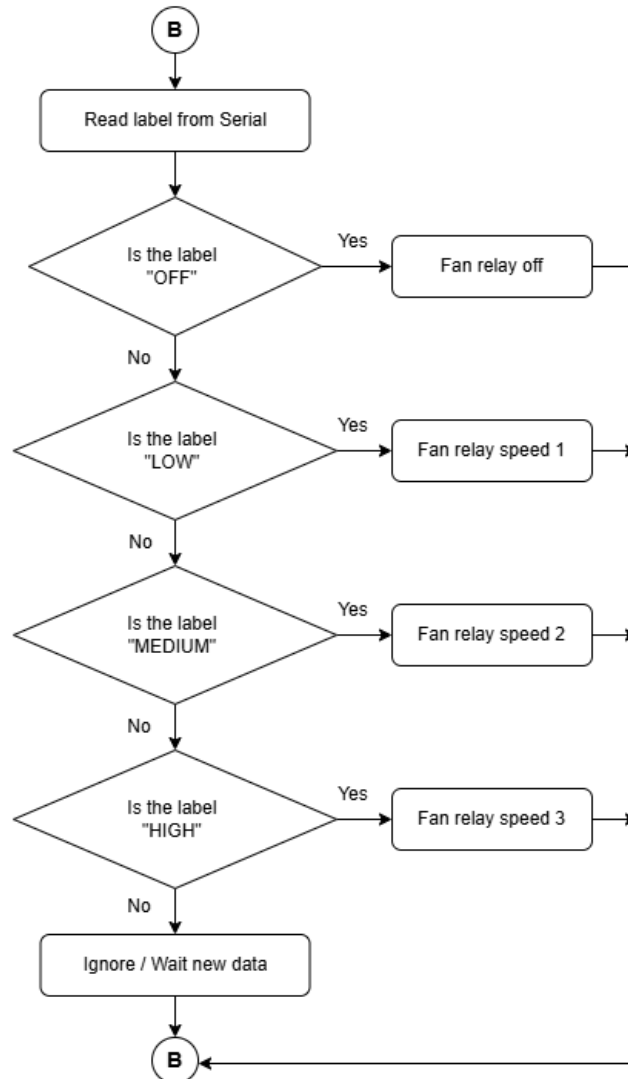 B
Read label from Serial
Is the label
"OFF"
Yes
Fan relay off
No
Is the label
"LOW"
Yes
Fan relay speed 1
No
Is the label
"MEDIUM"
Yes
Fan relay speed 2
No
Is the label
"HIGH"
Yes
Fan relay speed 3
No
Ignore / Wait new data
B